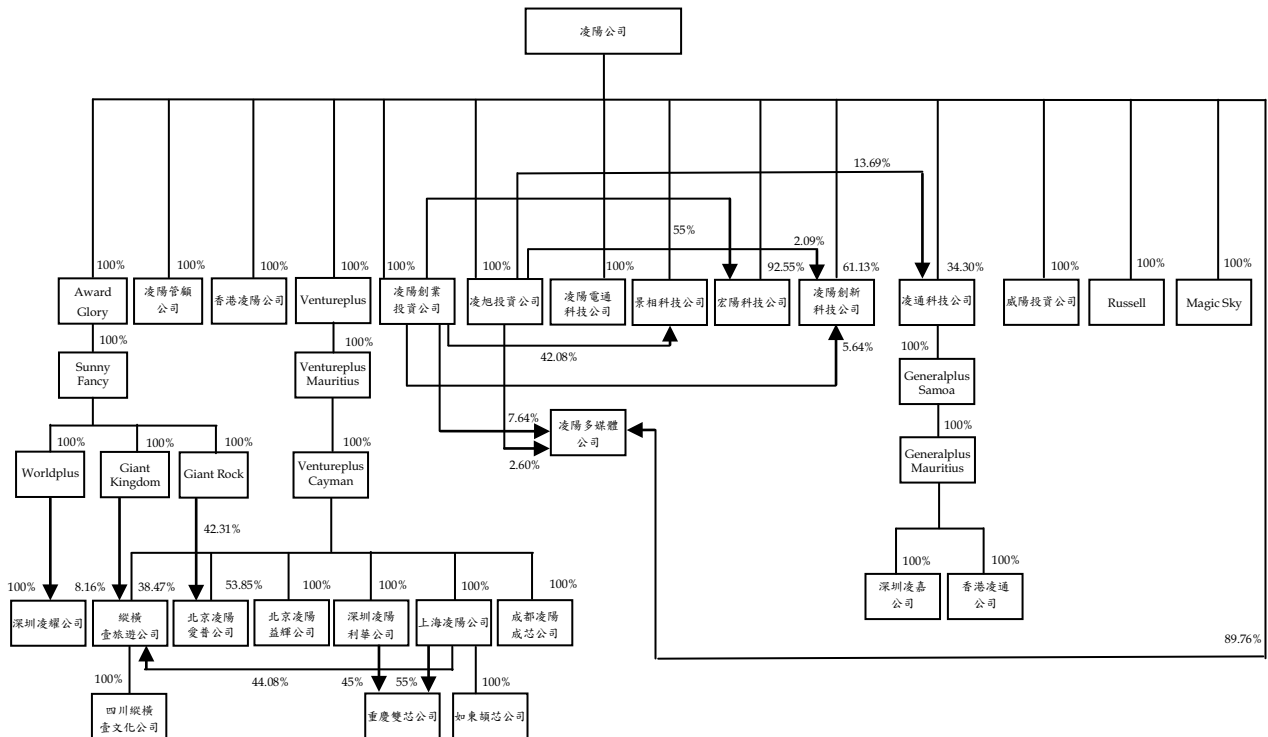 凌陽公司
13.69%
55%
2.09%
100%
100%
100%
100%
100%
100%
100%
92.55%
61.13%
34.30%
100%
100%
100%
Award
Glory
凌陽管顧
公司
香港凌陽公司
Ventureplus
凌陽創業
投資公司
凌旭投資公司
凌陽電通
科技公司
景相科技公司
宏陽科技公司
凌陽創新
科技公司
凌通科技公司
威陽投資公司
Russell
Magic Sky
100%
100%
42.08%
5.64%
100%
Sunny
Fancy
Ventureplus
Mauritius
Generalplus
Samoa
7.64%
凌陽多媒體
公司
2.60%
100%
100%
100%
100%
100%
Worldplus
Giant
Kingdom
Giant Rock
Ventureplus
Cayman
Generalplus
Mauritius
42.31%
100%
8.16%
38.47%
53.85%
100%
100%
100%
100%
100%
100%
深圳凌耀公司
縱橫
壹旅遊公司
北京凌陽
愛普公司
北京凌陽
益輝公司
深圳凌陽
利華公司
上海凌陽公司
成都凌陽
成芯公司
深圳凌嘉
公司
香港凌通
公司
89.76%
100%
44.08%
45%
55%
100%
四川縱橫
壹文化公司
重慶雙芯公司
如東頡芯公司